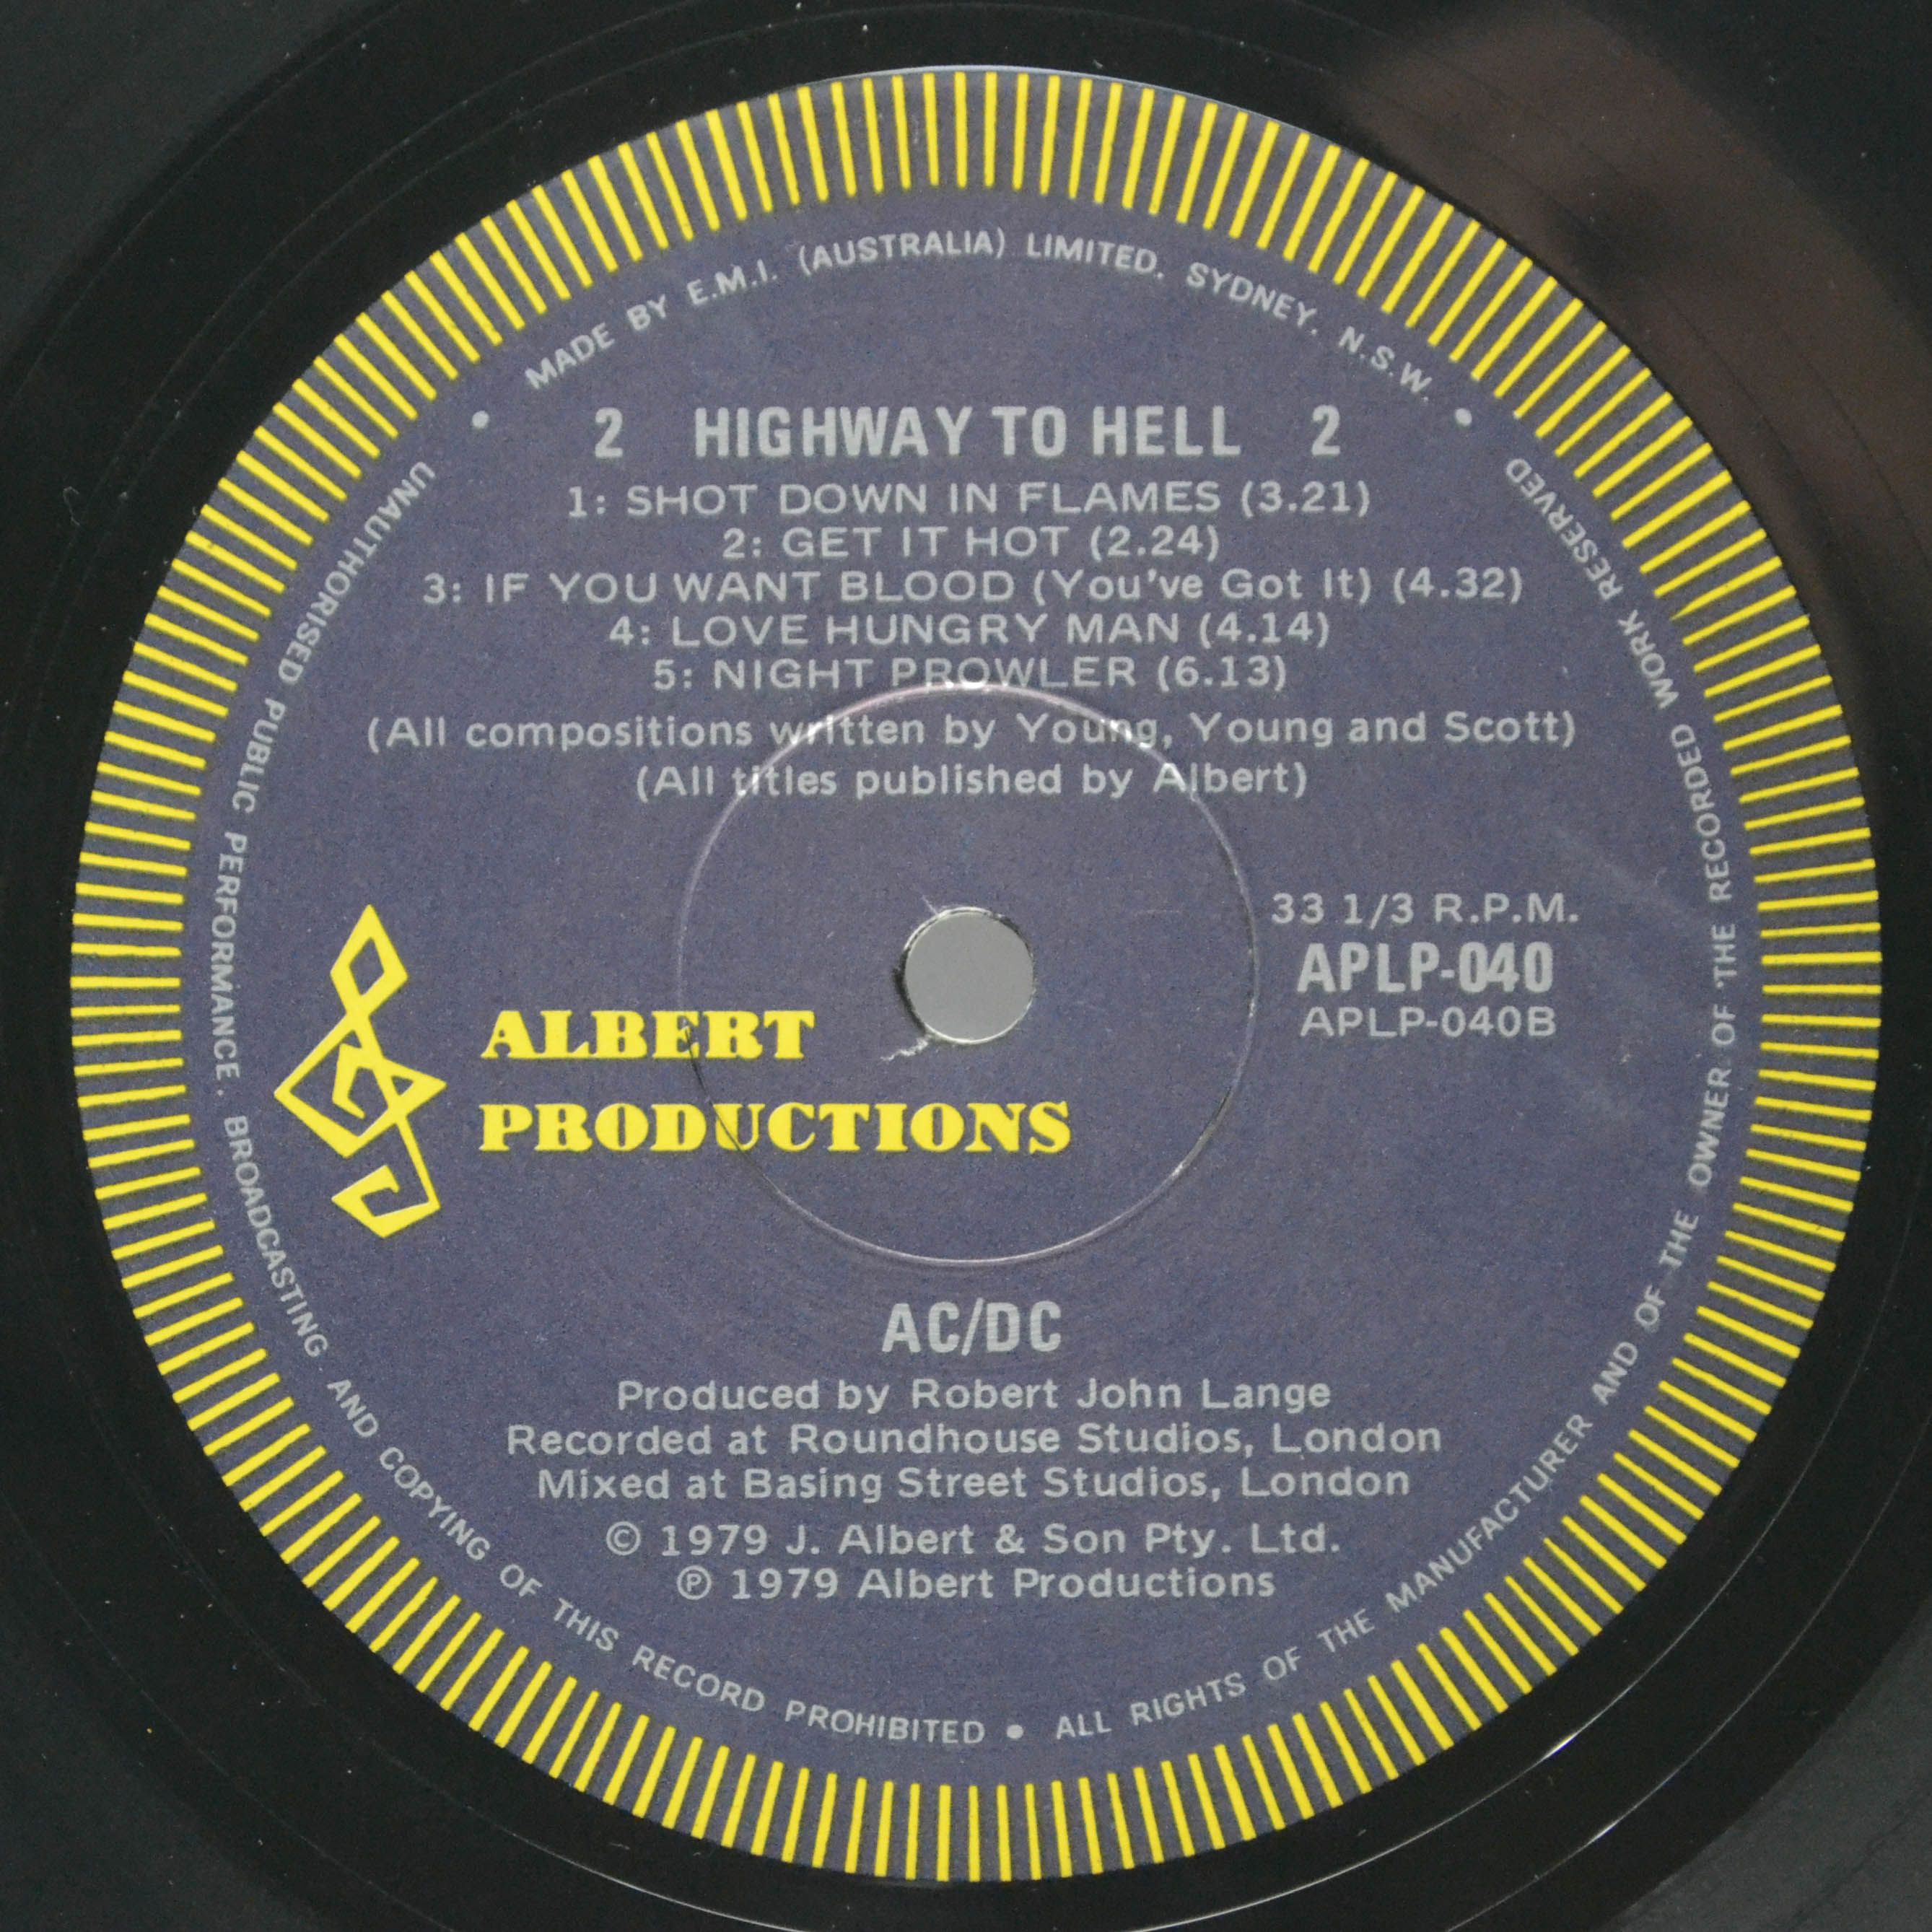 MADE BY E.M.I. (AUSTRALIA) LIMITED. SYDNEY. N.S.W.
2 HIGHWAY TO HELL 2
1: SHOT DOWN IN FLAMES (3.21)
2: GET IT HOT (2.24)
3: IF YOU WANT BLOOD (You've Got It) (4.32)
4: LOVE HUNGRY MAN (4.14)
5: NIGHT PROWLER (6.13)
(All compositions written by Young, Young and Scott)
(All titles published by Albert)
33 1/3 R.P.M.
APLP-040
APLP-040B
ALBERT
PRODUCTIONS
AC/DC
Produced by Robert John Lange
Recorded at Roundhouse Studios, London
Mixed at Basing Street Studios, London
© 1979 J. Albert & Son Pty. Ltd.
℗ 1979 Albert Productions
UNAUTHORISED PUBLIC PERFORMANCE. BROADCASTING AND COPYING OF THIS RECORD PROHIBITED • ALL RIGHTS OF THE MANUFACTURER AND OF THE OWNER OF THE RECORDED WORK RESERVED •